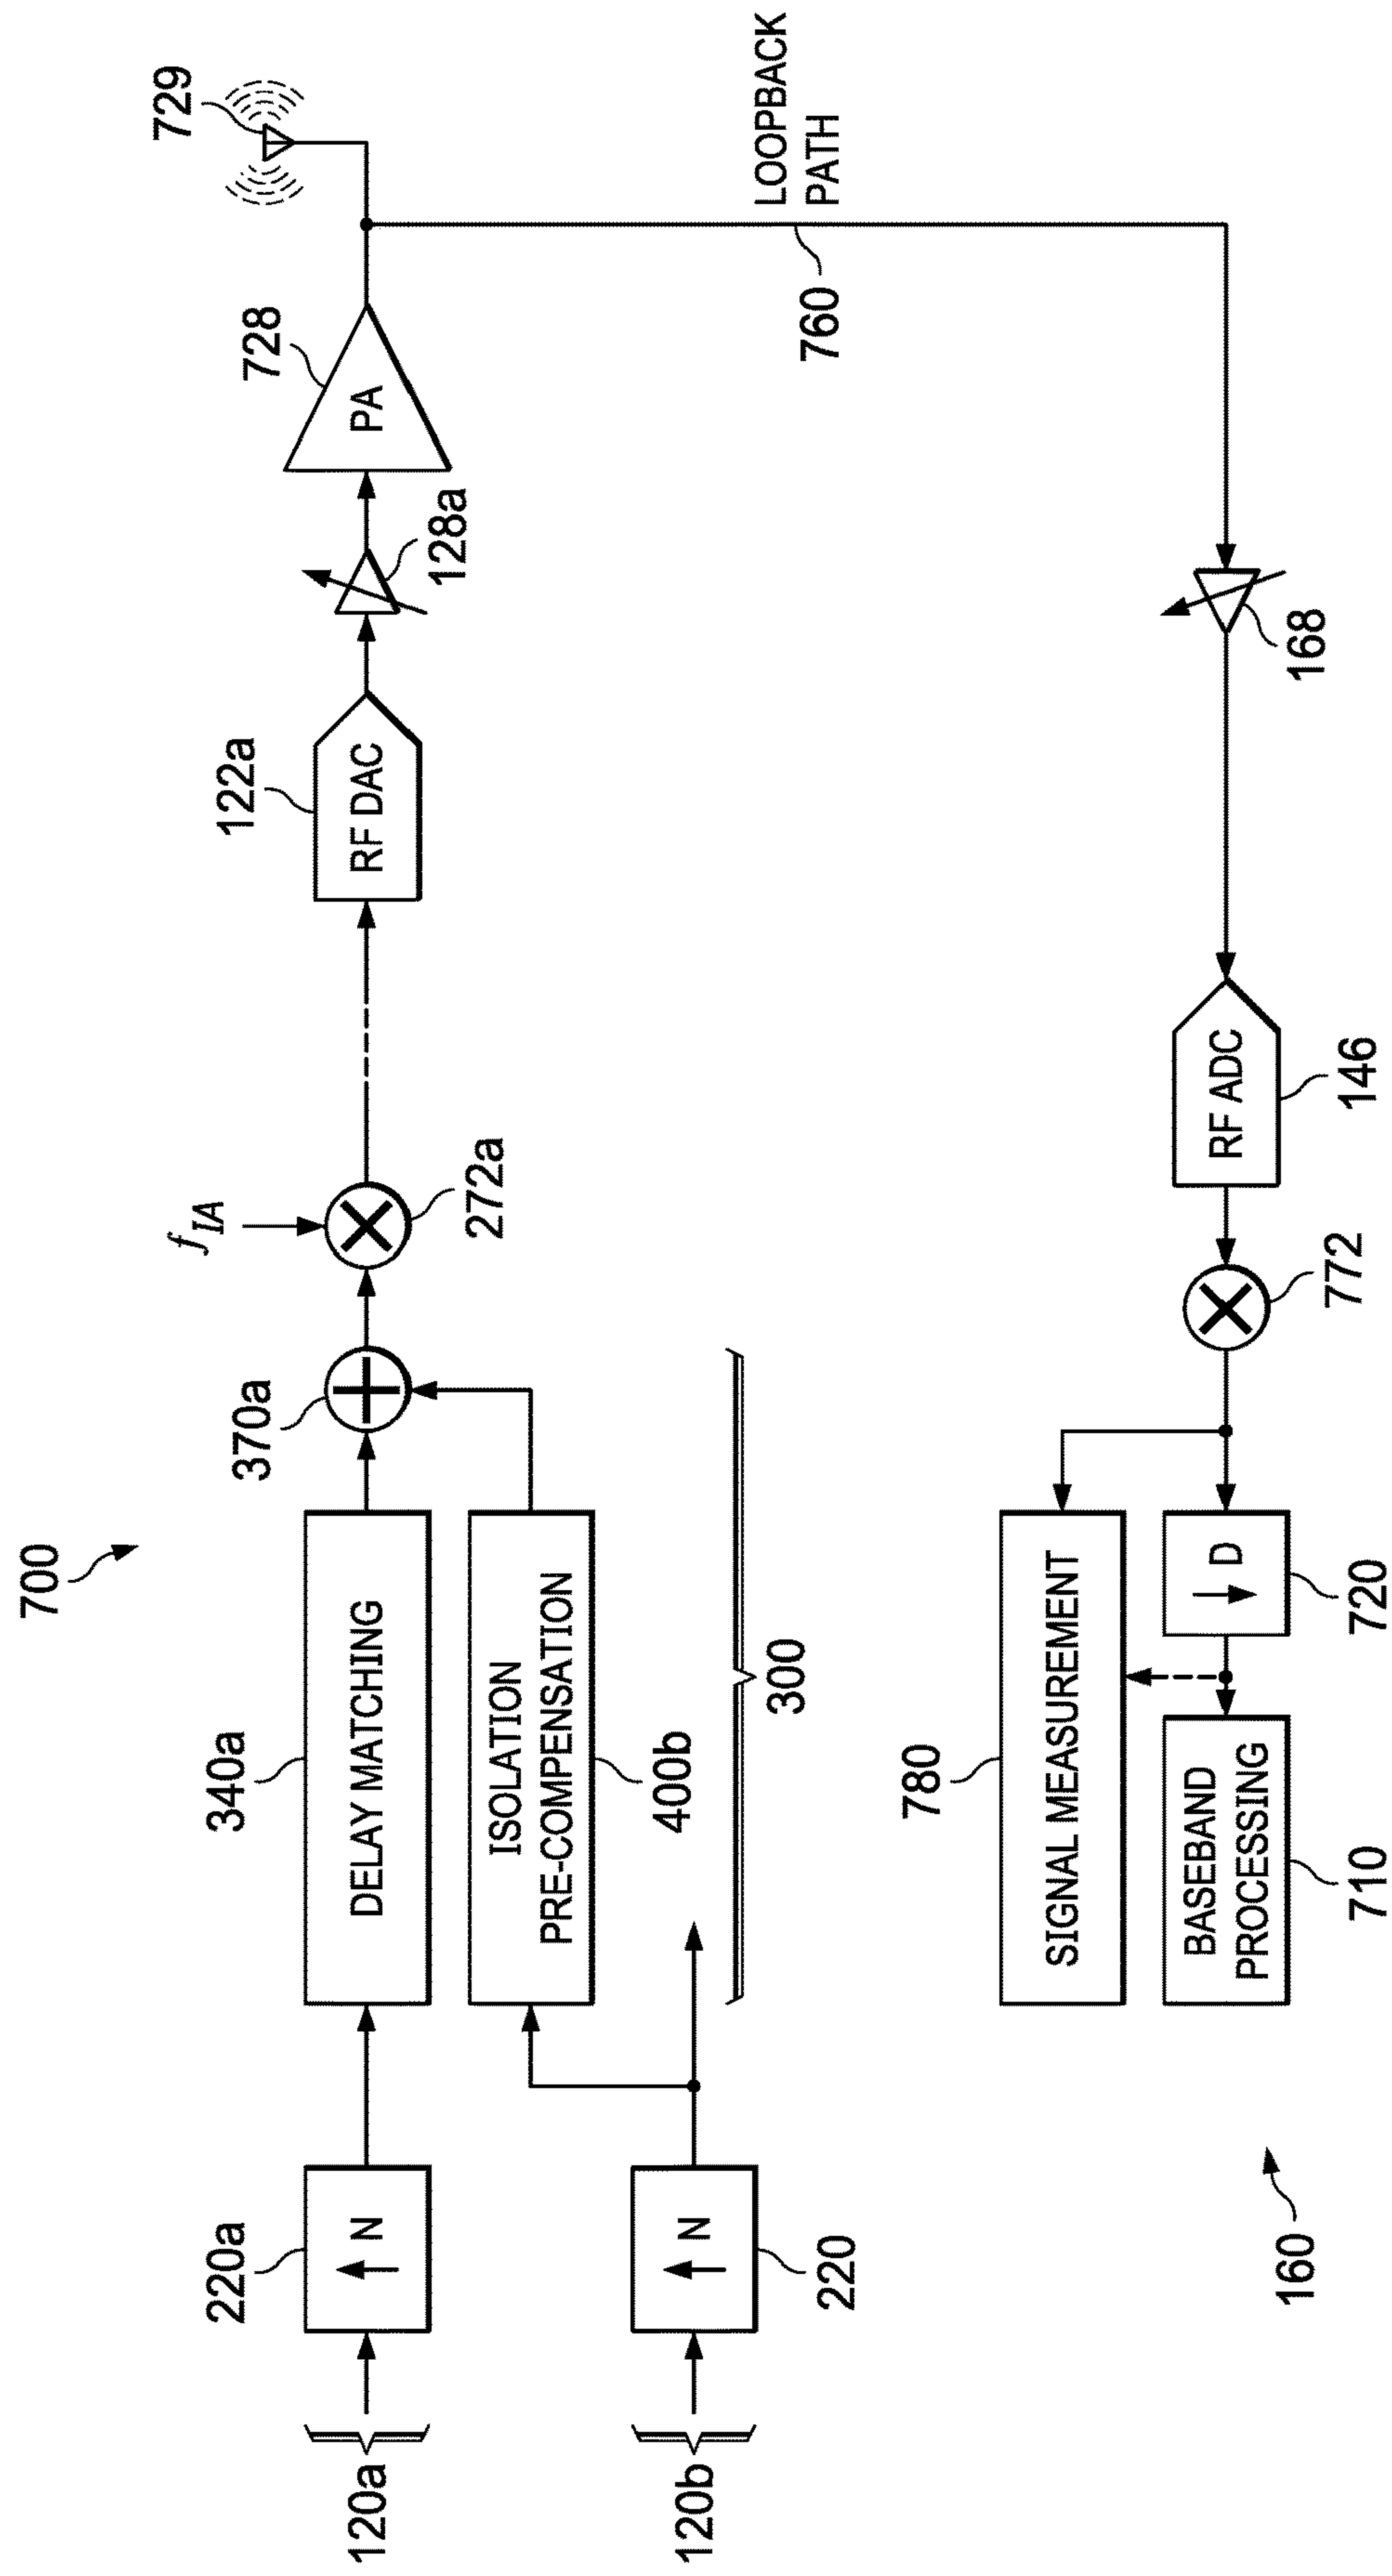 700
120a
220a
↑ N
340a
DELAY MATCHING
370a
f_IA
272a
122a
RF DAC
128a
728
PA
729
120b
↑ N
220
ISOLATION
PRE-COMPENSATION
400b
300
LOOPBACK
PATH
760
780
SIGNAL MEASUREMENT
160
BASEBAND
PROCESSING
710
↓ D
720
772
RF ADC
146
168